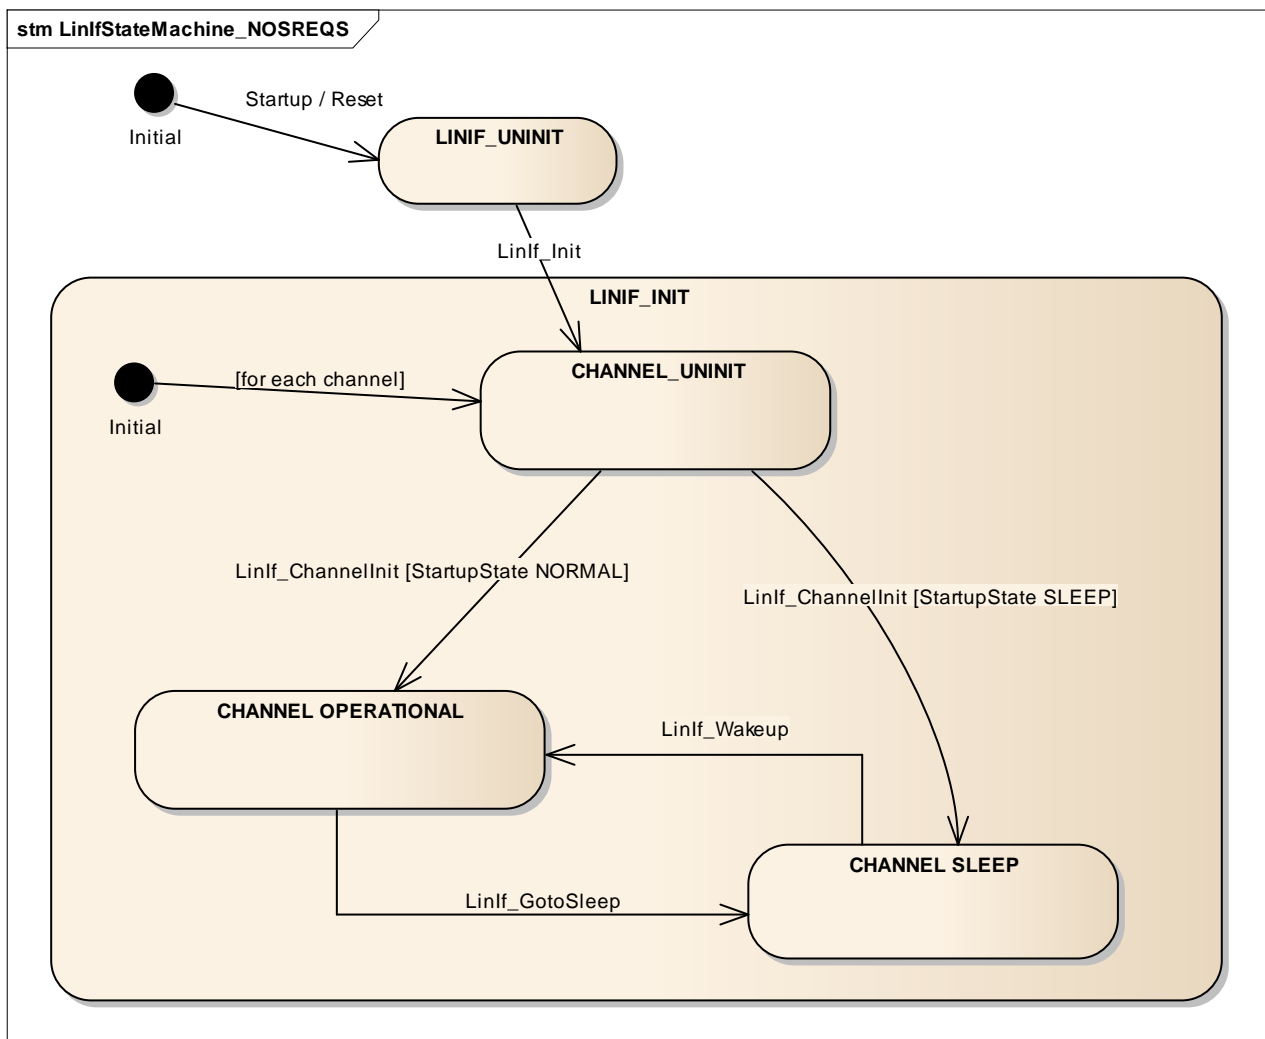 stm LinIfStateMachine_NOSREQS
Startup / Reset
Initial
LINIF_UNINIT
LinIf_Init
LINIF_INIT
CHANNEL_UNINIT
[for each channel]
Initial
LinIf_ChannelInit [StartupState NORMAL]
LinIf_ChannelInit [StartupState SLEEP]
CHANNEL OPERATIONAL
LinIf_Wakeup
CHANNEL SLEEP
LinIf_GotoSleep